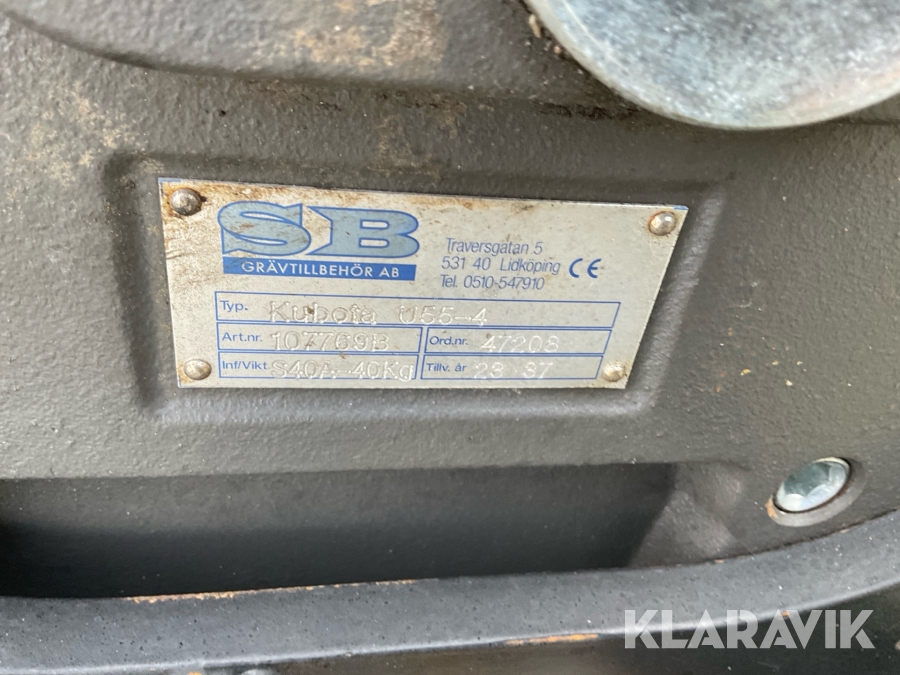 SB
GRÄVTILLBEHÖR AB
Traversgatan 5
531 40 Lidköping CE
Tel. 0510-547910
Typ. Kubota U55-4
Art.nr. 107769B Ord.nr. 47208
Inf/Vikt S40A 40Kg Tillv. år 23 37
KLARAVIK